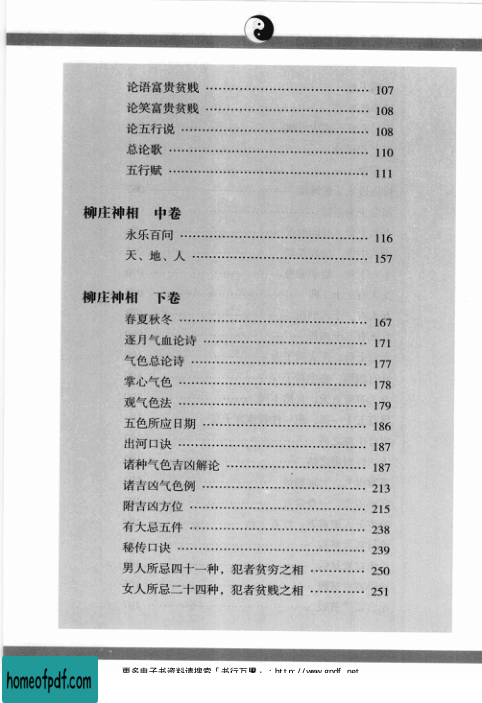 论语富贵贫贱 …………………………… 107
论笑富贵贫贱 …………………………… 108
论五行说 …………………………… 108
总论歌 …………………………… 110
五行赋 …………………………… 111
柳庄神相 中卷
永乐百问 …………………………… 116
天、地、人 …………………………… 157
柳庄神相 下卷
春夏秋冬 …………………………… 167
逐月气血论诗 …………………………… 171
气色总论诗 …………………………… 177
掌心气色 …………………………… 178
观气色法 …………………………… 179
五色所应日期 …………………………… 186
出河口诀 …………………………… 187
诸种气色吉凶解论 …………………………… 187
诸吉凶气色例 …………………………… 213
附吉凶方位 …………………………… 215
有大忌五件 …………………………… 238
秘传口诀 …………………………… 239
男人所忌四十一种，犯者贫穷之相 ………… 250
女人所忌二十四种，犯者贫贱之相 ………… 251
更多电子书资料请搜索「书行万里」：http://www.gpdf.net
homeofpdf.com